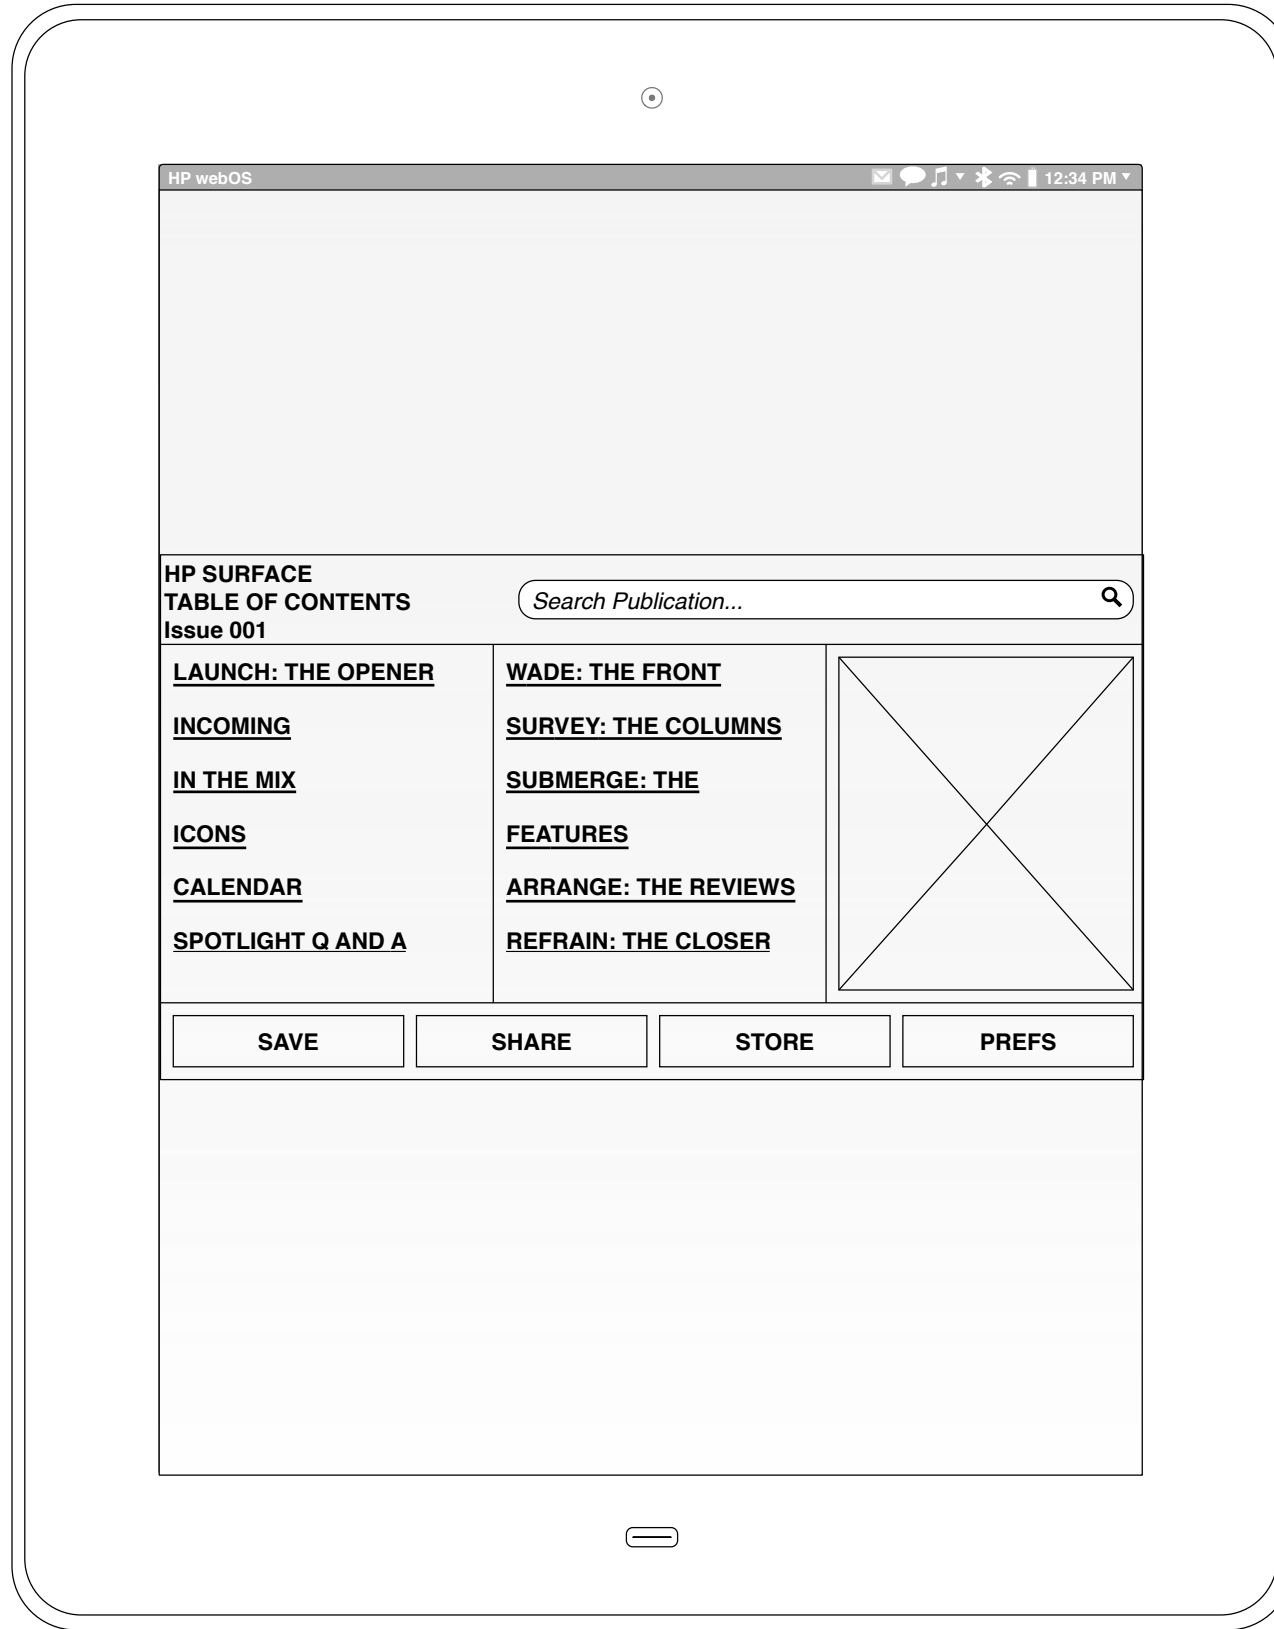 HP webOS
12:34 PM
HP SURFACE
TABLE OF CONTENTS
Issue 001
Search Publication...
LAUNCH: THE OPENER
INCOMING
IN THE MIX
ICONS
CALENDAR
SPOTLIGHT Q AND A
WADE: THE FRONT
SURVEY: THE COLUMNS
SUBMERGE: THE
FEATURES
ARRANGE: THE REVIEWS
REFRAIN: THE CLOSER
SAVE
SHARE
STORE
PREFS